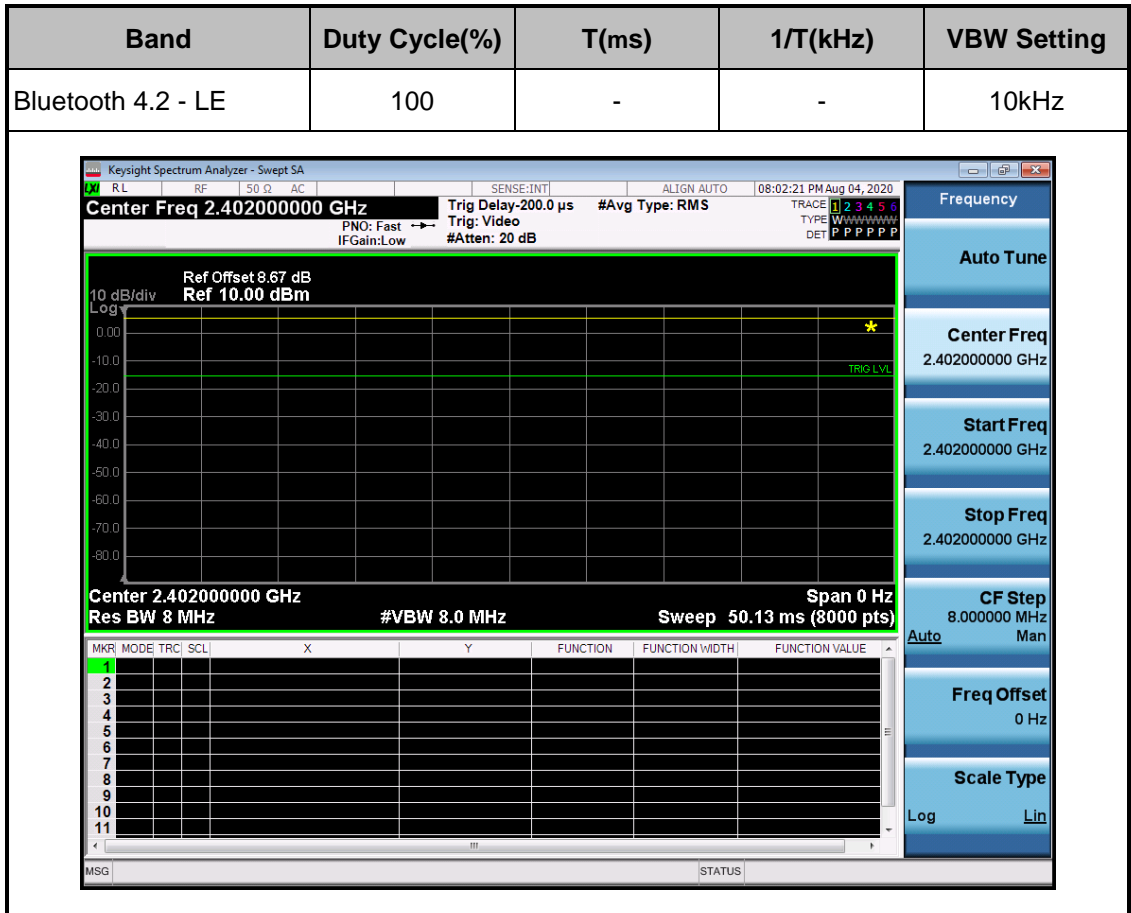 Band Duty Cycle(%) T(ms) 1/T(kHz) VBW Setting
Bluetooth 4.2 - LE 100 - - 10kHz
Keysight Spectrum Analyzer - Swept SA
LXI RL RF 50 Ω AC SENSE:INT ALIGN AUTO 08:02:21 PM Aug 04, 2020
Center Freq 2.402000000 GHz Trig Delay-200.0 µs #Avg Type: RMS TRACE 1 2 3 4 5 6
PNO: Fast Trig: Video TYPE WWWWWWW
IFGain:Low #Atten: 20 dB DET P P P P P P
Frequency
Auto Tune
Ref Offset 8.67 dB
10 dB/div Ref 10.00 dBm
Log
0.00
-10.0
TRIG LVL
-20.0
-30.0
-40.0
-50.0
-60.0
-70.0
-80.0
Center 2.402000000 GHz Span 0 Hz
Res BW 8 MHz #VBW 8.0 MHz Sweep 50.13 ms (8000 pts)
Center Freq
2.402000000 GHz
Start Freq
2.402000000 GHz
Stop Freq
2.402000000 GHz
CF Step
8.000000 MHz
Auto Man
Freq Offset
0 Hz
Scale Type
Log Lin
MKR MODE TRC SCL X Y FUNCTION FUNCTION WIDTH FUNCTION VALUE
1
2
3
4
5
6
7
8
9
10
11
MSG STATUS